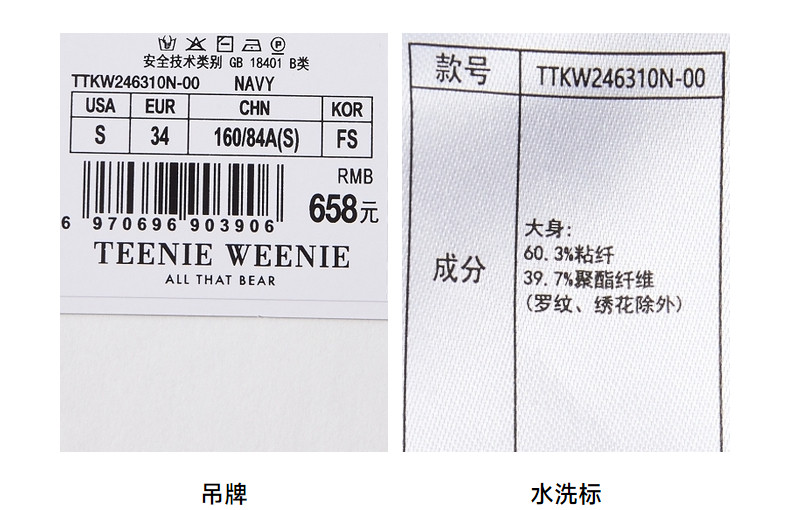 安全技术类别 GB 18401 B类
TTKW246310N-00 NAVY
USA EUR CHN KOR
S 34 160/84A(S) FS
RMB
658元
6 970696 903906
TEENIE WEENIE
ALL THAT BEAR
吊牌
款号 TTKW246310N-00
成分
大身:
60.3%粘纤
39.7%聚酯纤维
(罗纹、绣花除外)
水洗标